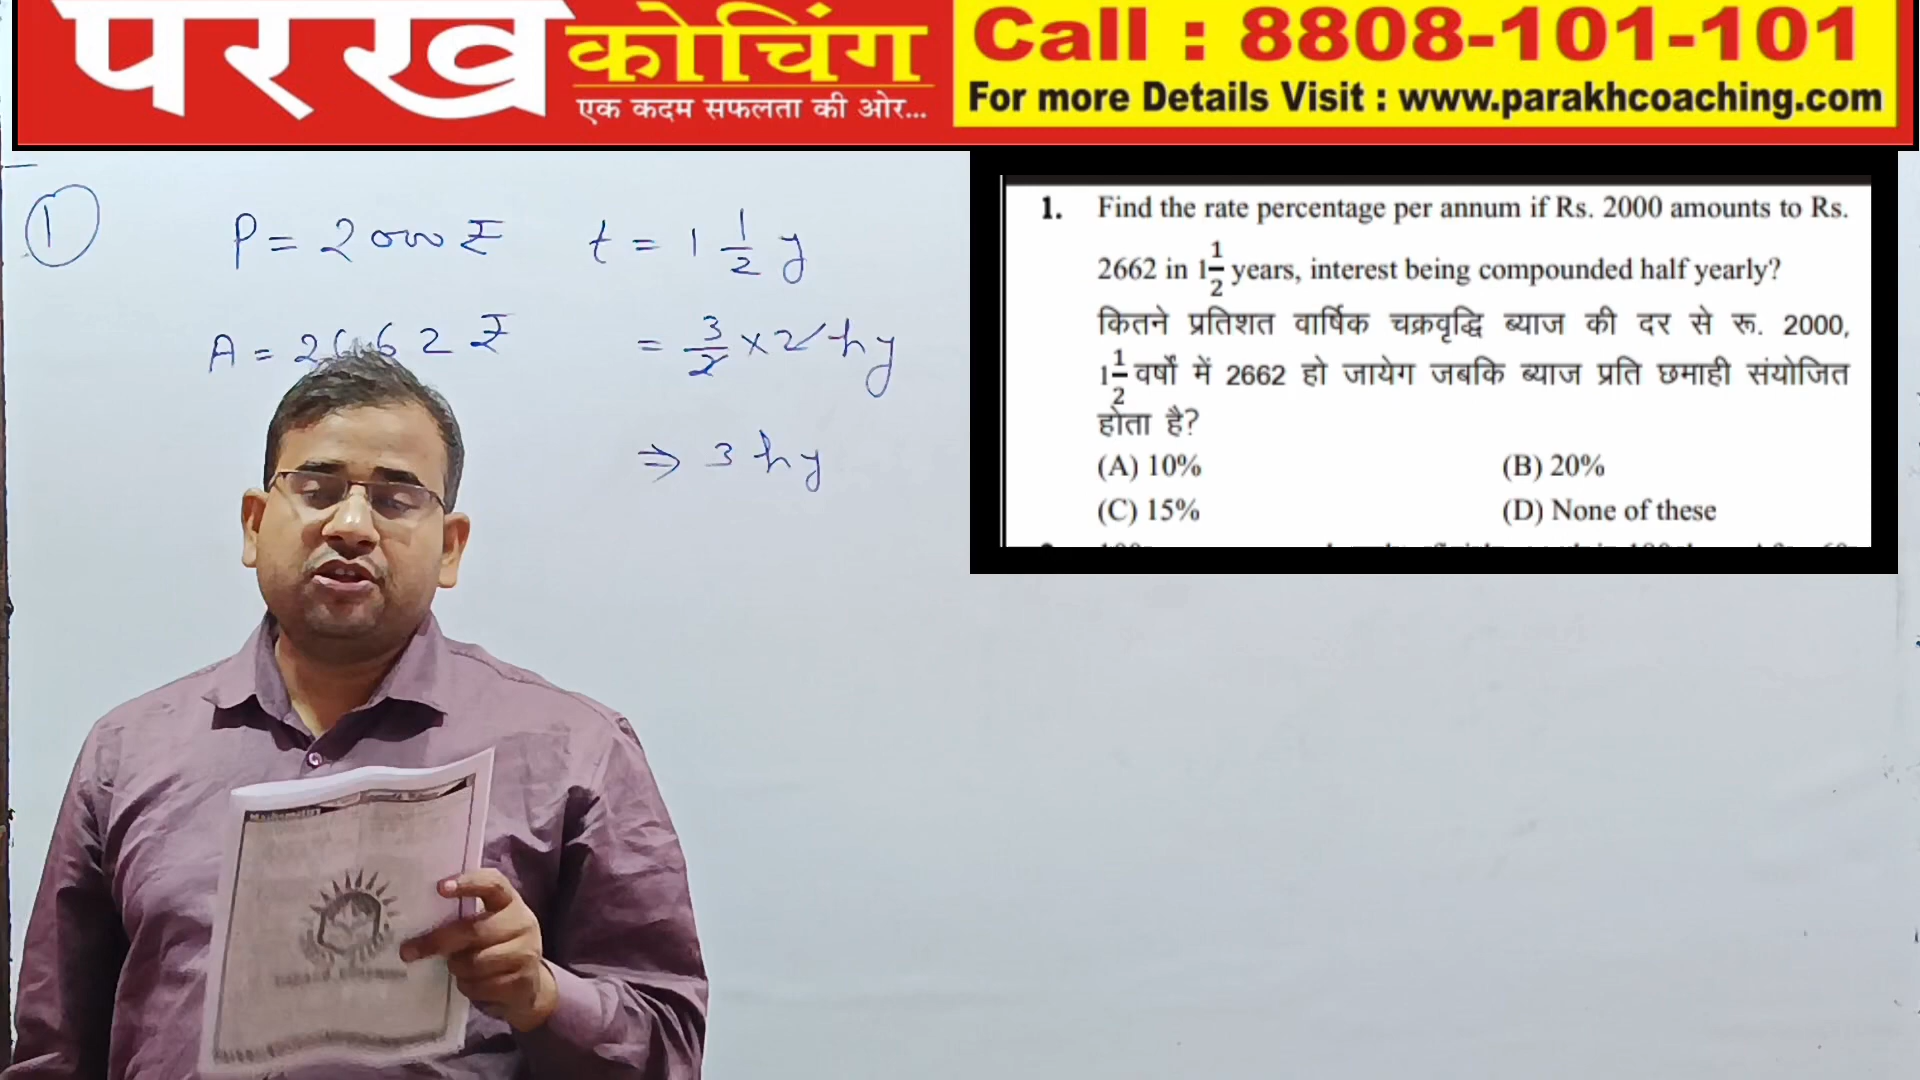 परख कोचिंग
एक कदम सफलता की ओर...
Call : 8808-101-101
For more Details Visit : www.parakhcoaching.com
1
P = 2000 ₹
t = 1 1/2 y
A = 2662 ₹
= 3/2 × 2 hy
⇒ 3 hy
1. Find the rate percentage per annum if Rs. 2000 amounts to Rs.
2662 in 1 1/2 years, interest being compounded half yearly?
कितने प्रतिशत वार्षिक चक्रवृद्धि ब्याज की दर से रू. 2000,
1 1/2 वर्षों में 2662 हो जायेग जबकि ब्याज प्रति छमाही संयोजित
होता है?
(A) 10% (B) 20%
(C) 15% (D) None of these